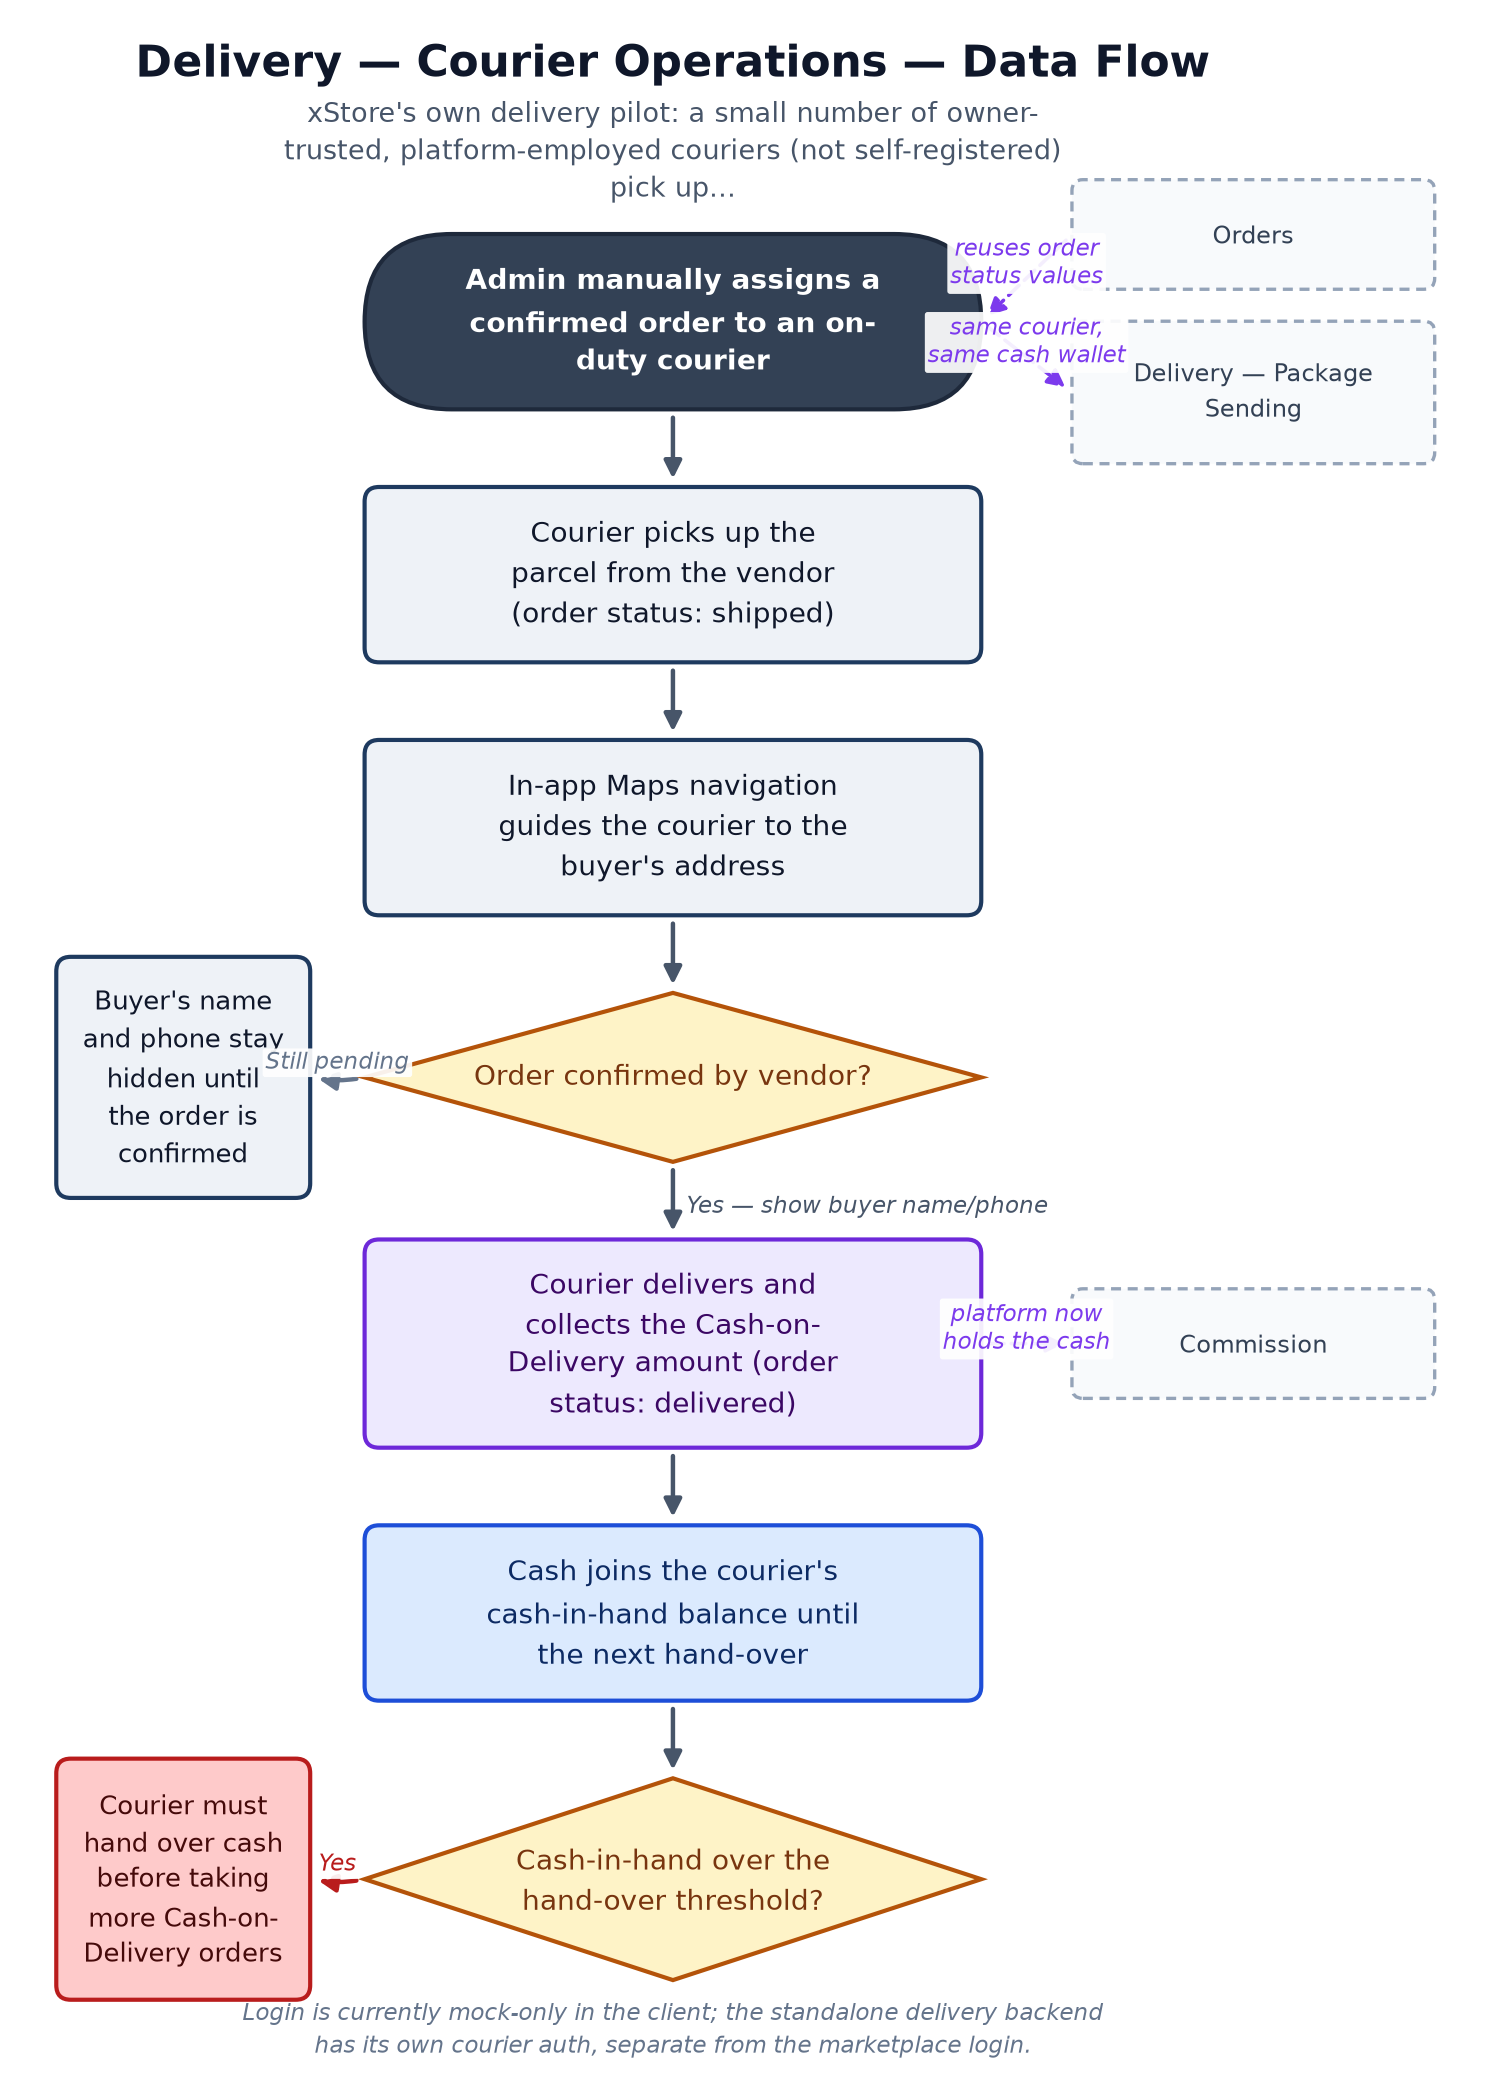 Delivery — Courier Operations — Data Flow
xStore's own delivery pilot: a small number of owner-
trusted, platform-employed couriers (not self-registered)
pick up...
Orders
reuses order
status values
Admin manually assigns a
confirmed order to an on-
duty courier
same courier,
same cash wallet
Delivery — Package
Sending
Courier picks up the
parcel from the vendor
(order status: shipped)
In-app Maps navigation
guides the courier to the
buyer's address
Buyer's name
and phone stay
hidden until
the order is
confirmed
Still pending
Order confirmed by vendor?
Yes — show buyer name/phone
Courier delivers and
collects the Cash-on-
Delivery amount (order
status: delivered)
platform now
holds the cash
Commission
Cash joins the courier's
cash-in-hand balance until
the next hand-over
Courier must
hand over cash
before taking
more Cash-on-
Delivery orders
Yes
Cash-in-hand over the
hand-over threshold?
Login is currently mock-only in the client; the standalone delivery backend
has its own courier auth, separate from the marketplace login.